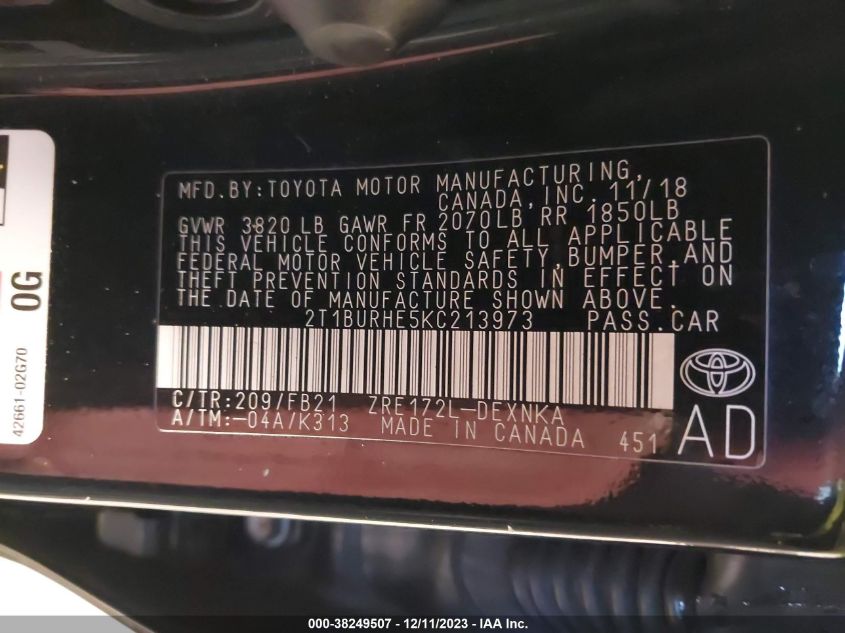 MFD.BY:TOYOTA MOTOR MANUFACTURING,
CANADA,INC. 11/18
GVWR 3820 LB GAWR FR 2070LB RR 1850LB
THIS VEHICLE CONFORMS TO ALL APPLICABLE
FEDERAL MOTOR VEHICLE SAFETY,BUMPER,AND
THEFT PREVENTION STANDARDS IN EFFECT ON
THE DATE OF MANUFACTURE SHOWN ABOVE.
2T1BURHE5KC213973 PASS.CAR
C/TR:209/FB21 ZRE172L-DEXNKA
A/TM:-04A/K313 MADE IN CANADA 451
AD
0G
42661-02G70
000-38249507 - 12/11/2023 - IAA Inc.